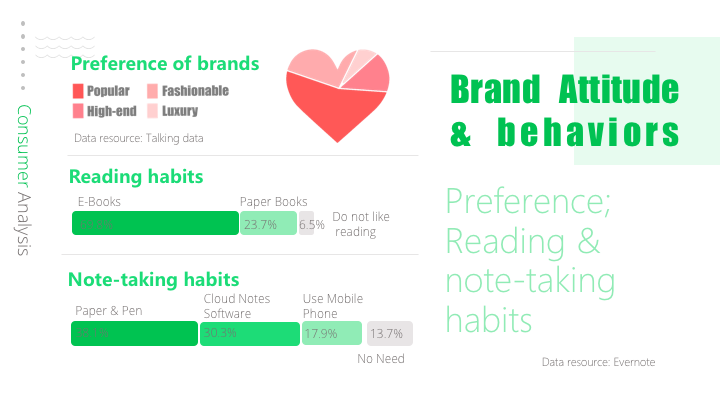 Consumer Analysis
Preference of brands
Popular
Fashionable
High-end
Luxury
Data resource: Talking data
Reading habits
E-Books
Paper Books
23.7%
6.5%
Do not like
reading
Note-taking habits
Paper & Pen
Cloud Notes
Software
Use Mobile
Phone
30.3%
17.9%
13.7%
No Need
Brand Attitude
& behaviors
Preference;
Reading &
note-taking
habits
Data resource: Evernote